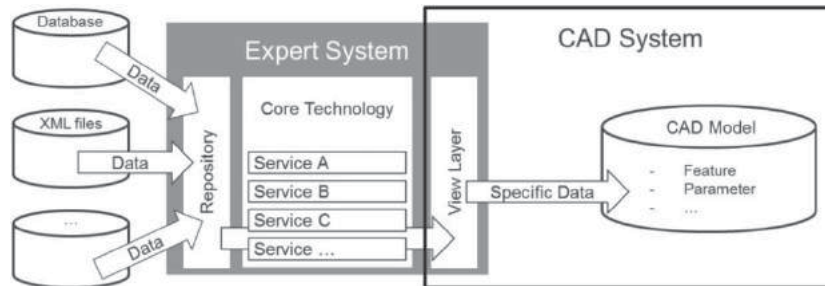 Database
Data
XML files
Data
...
Data
Expert System
Repository
Core Technology
Service A
Service B
Service C
Service ...
View Layer
CAD System
Specific Data
CAD Model
- Feature
- Parameter
- ...